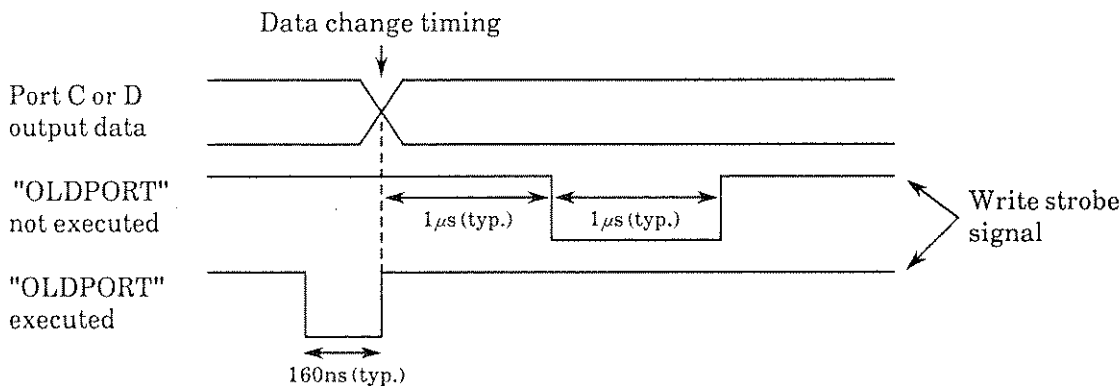 Data change timing
Port C or D
output data
"OLDPORT"
not executed
1μs (typ.)
1μs (typ.)
Write strobe
signal
"OLDPORT"
executed
160ns (typ.)